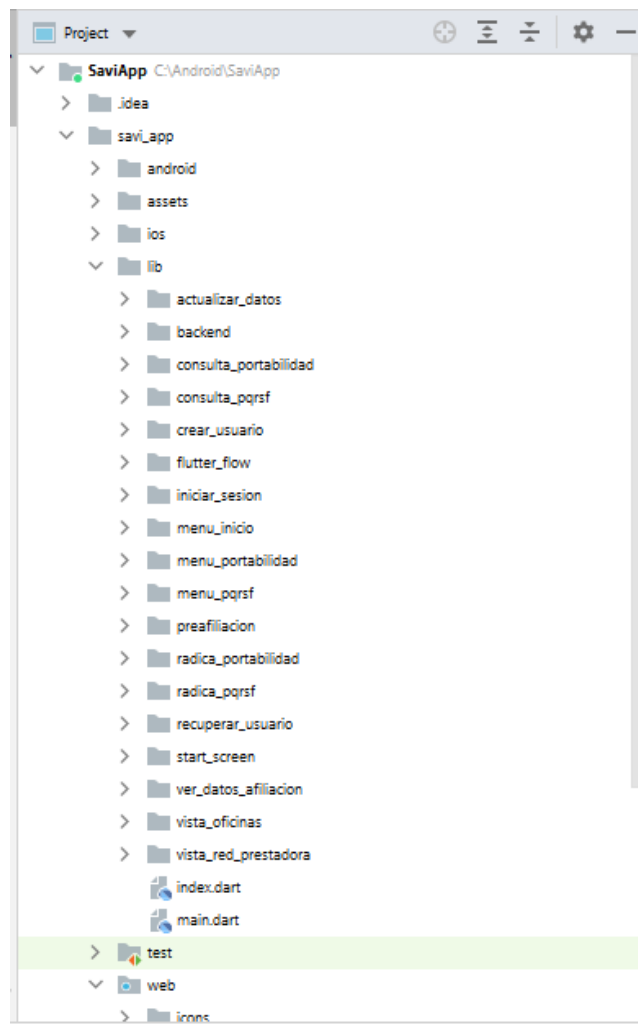 Project
SaviApp C:\Android\SaviApp
.idea
savi_app
android
assets
ios
lib
actualizar_datos
backend
consulta_portabilidad
consulta_pqrsf
crear_usuario
flutter_flow
iniciar_sesion
menu_inicio
menu_portabilidad
menu_pqrsf
preafiliacion
radica_portabilidad
radica_pqrsf
recuperar_usuario
start_screen
ver_datos_afiliacion
vista_oficinas
vista_red_prestadora
index.dart
main.dart
test
web
icons